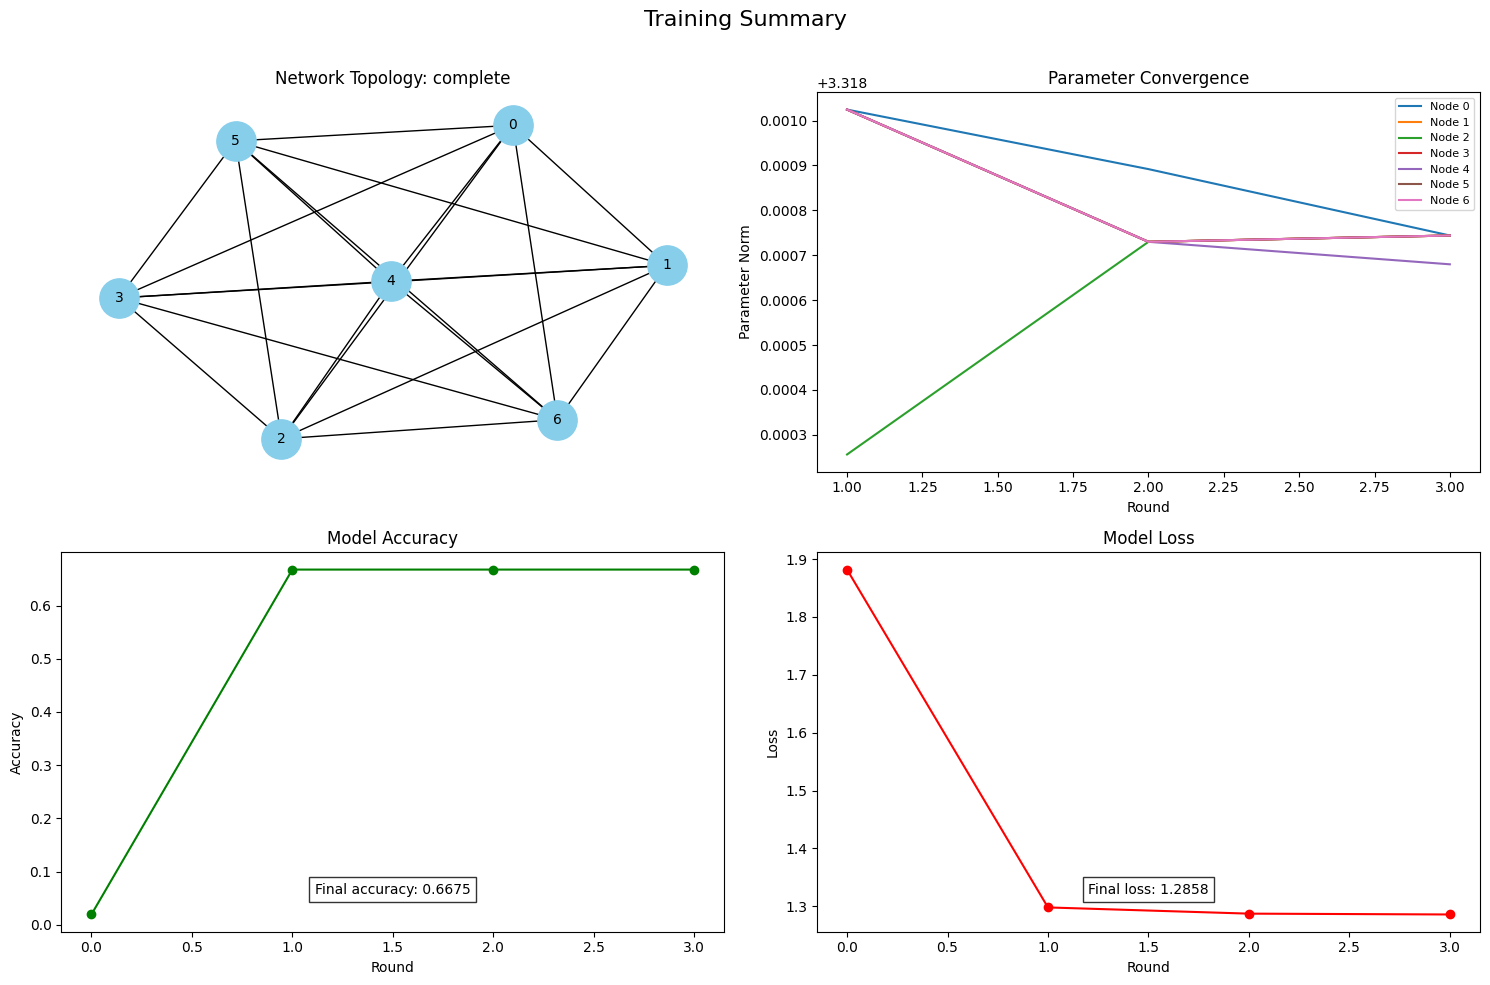 Training Summary
Network Topology: complete
5
0
1
4
3
6
2
Parameter Convergence
+3.318
0.0010
0.0009
0.0008
0.0007
0.0006
0.0005
0.0004
0.0003
Parameter Norm
Node 0
Node 1
Node 2
Node 3
Node 4
Node 5
Node 6
1.00 1.25 1.50 1.75 2.00 2.25 2.50 2.75 3.00
Round
Model Accuracy
0.6
0.5
0.4
0.3
0.2
0.1
0.0
Accuracy
Final accuracy: 0.6675
0.0 0.5 1.0 1.5 2.0 2.5 3.0
Round
Model Loss
1.9
1.8
1.7
1.6
1.5
1.4
1.3
Loss
Final loss: 1.2858
0.0 0.5 1.0 1.5 2.0 2.5 3.0
Round